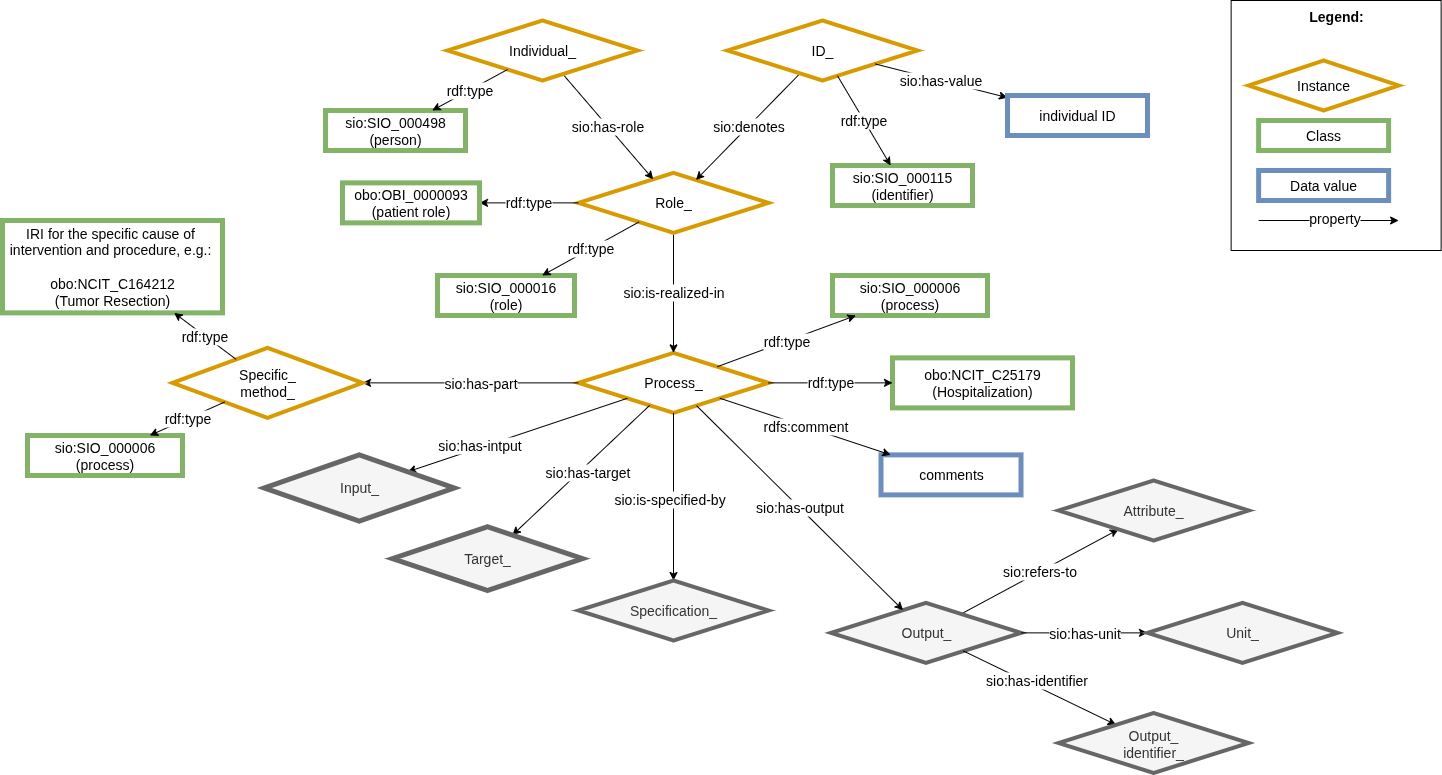 Legend:
Individual_
ID_
Instance
rdf:type
sio:has-value
individual ID
sio:SIO_000498
(person)
sio:has-role
sio:denotes
rdf:type
Class
sio:SIO_000115
(identifier)
Data value
obo:OBI_0000093
(patient role)
rdf:type
Role_
property
IRI for the specific cause of
intervention and procedure, e.g.:
obo:NCIT_C164212
(Tumor Resection)
rdf:type
sio:SIO_000016
(role)
sio:is-realized-in
sio:SIO_000006
(process)
rdf:type
rdf:type
Specific_
method_
sio:has-part
Process_
rdf:type
obo:NCIT_C25179
(Hospitalization)
rdf:type
sio:SIO_000006
(process)
sio:has-intput
rdfs:comment
comments
Input_
sio:has-target
sio:is-specified-by
sio:has-output
Attribute_
Target_
sio:refers-to
Specification_
Output_
sio:has-unit
Unit_
sio:has-identifier
Output_
identifier_